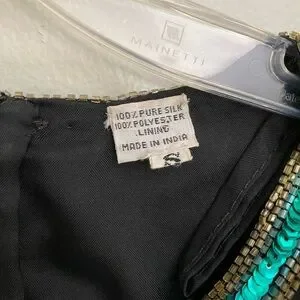 MAINETTI
100% PURE SILK
100% POLYESTER
LINING
MADE IN INDIA
S